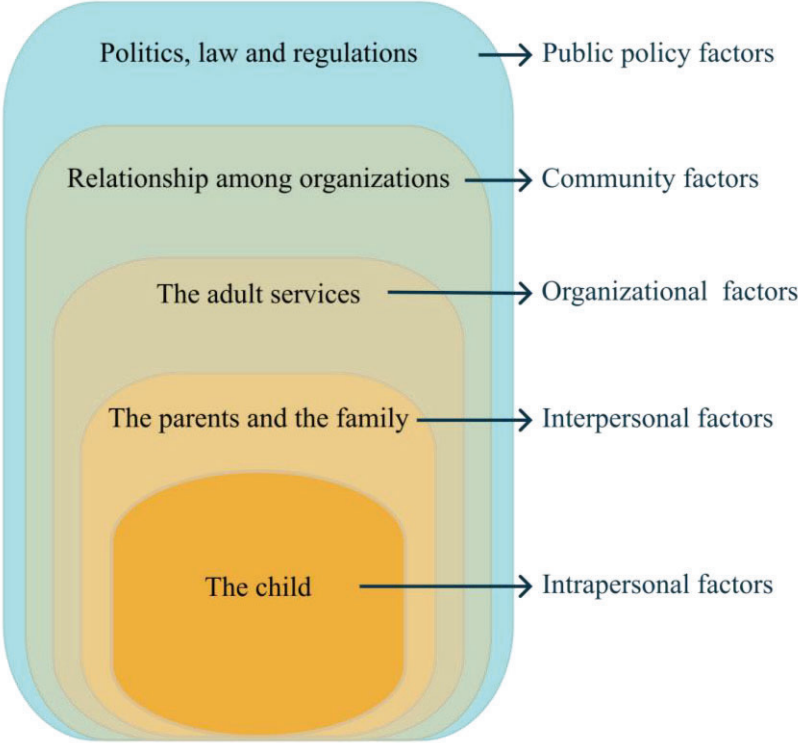 Politics, law and regulations → Public policy factors
Relationship among organizations → Community factors
The adult services → Organizational factors
The parents and the family → Interpersonal factors
The child → Intrapersonal factors